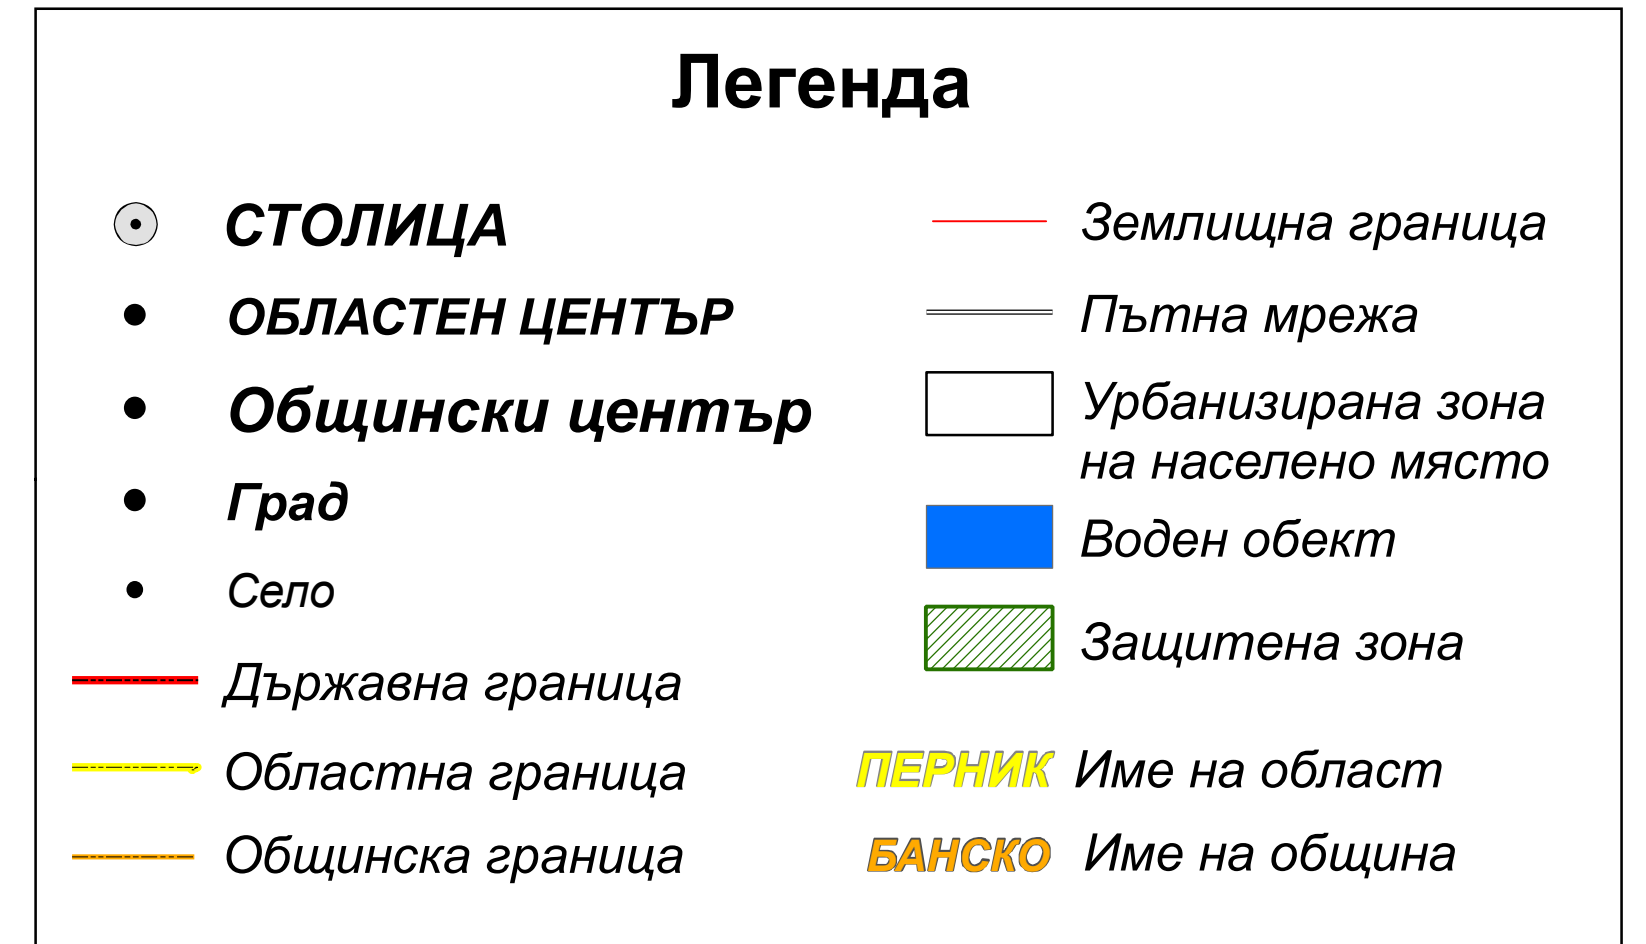 Легенда
СТОЛИЦА
ОБЛАСТЕН ЦЕНТЪР
Общински център
Град
Село
Държавна граница
Областна граница
Общинска граница
Землищна граница
Пътна мрежа
Урбанизирана зона
на населено място
Воден обект
Защитена зона
ПЕРНИК Име на област
БАНСКО Име на община